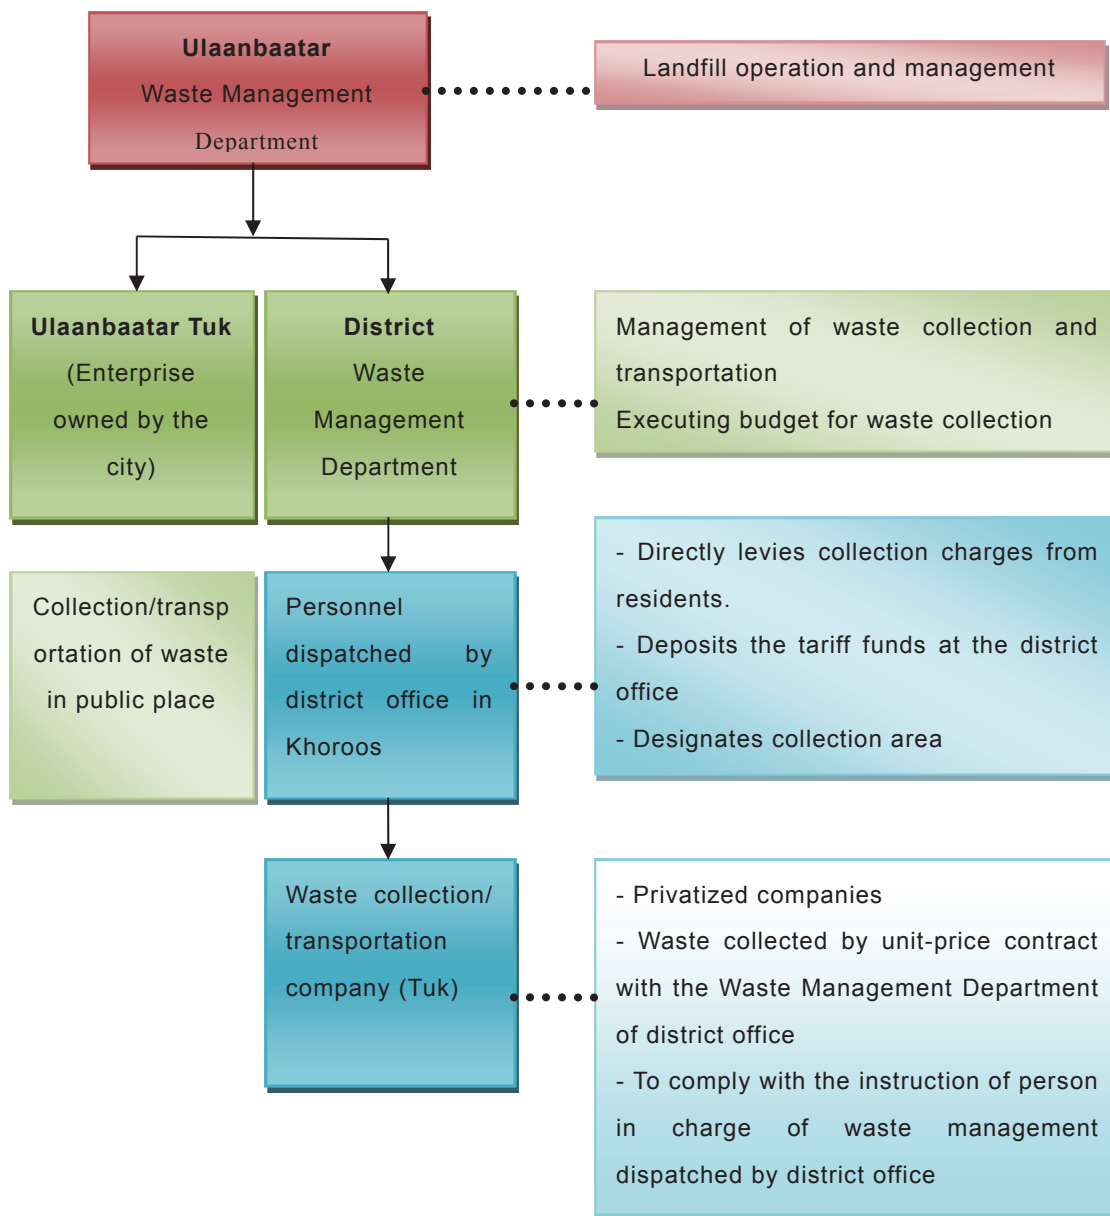 Ulaanbaatar
Waste Management
Department
Landfill operation and management
Ulaanbaatar Tuk
(Enterprise
owned by the
city)
District
Waste
Management
Department
Management of waste collection and
transportation
Executing budget for waste collection
Collection/transp
ortation of waste
in public place
Personnel
dispatched by
district office in
Khoroos
- Directly levies collection charges from
residents.
- Deposits the tariff funds at the district
office
- Designates collection area
Waste collection/
transportation
company (Tuk)
- Privatized companies
- Waste collected by unit-price contract
with the Waste Management Department
of district office
- To comply with the instruction of person
in charge of waste management
dispatched by district office